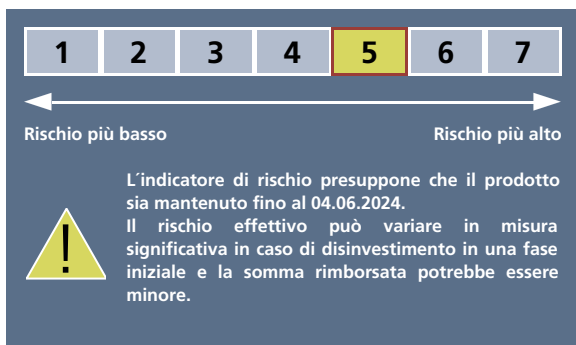 1 2 3 4 5 6 7
Rischio più basso Rischio più alto
L´indicatore di rischio presuppone che il prodotto
sia mantenuto fino al 04.06.2024.
Il rischio effettivo può variare in misura
significativa in caso di disinvestimento in una fase
iniziale e la somma rimborsata potrebbe essere
minore.
!